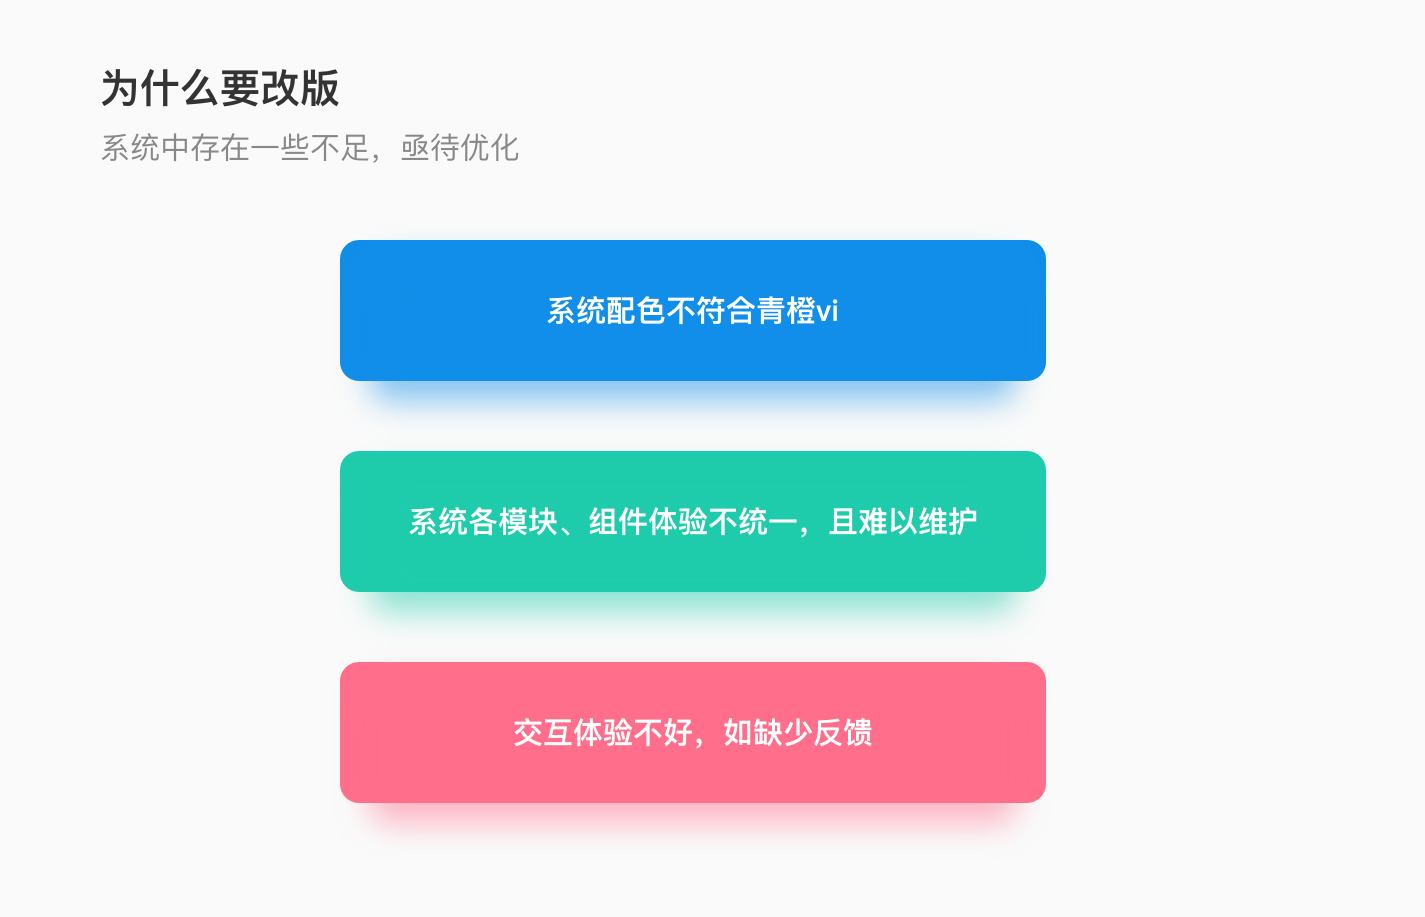 为什么要改版
系统中存在一些不足，亟待优化
系统配色不符合青橙vi
系统各模块、组件体验不统一，且难以维护
交互体验不好，如缺少反馈